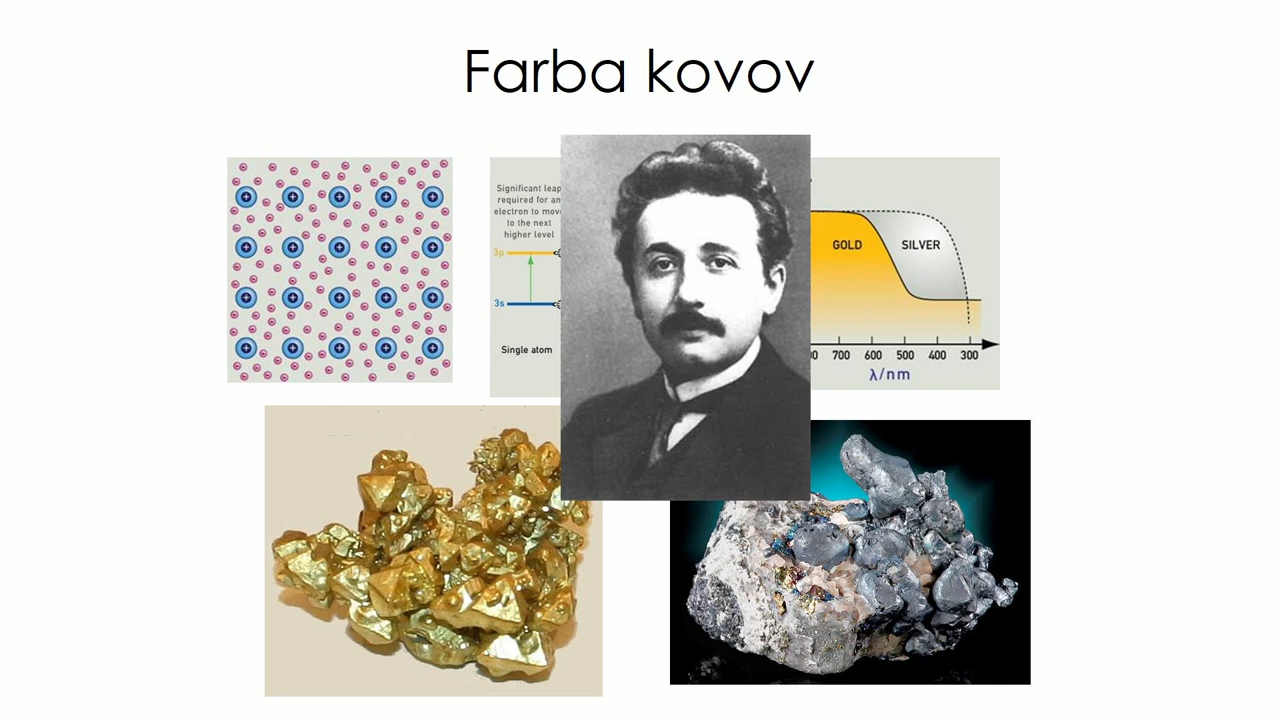 Farba kovov
Significant leap
required for an
electron to move
to the next
higher level
3p
3s
Single atom
GOLD
SILVER
700
600
500
400
300
λ/nm